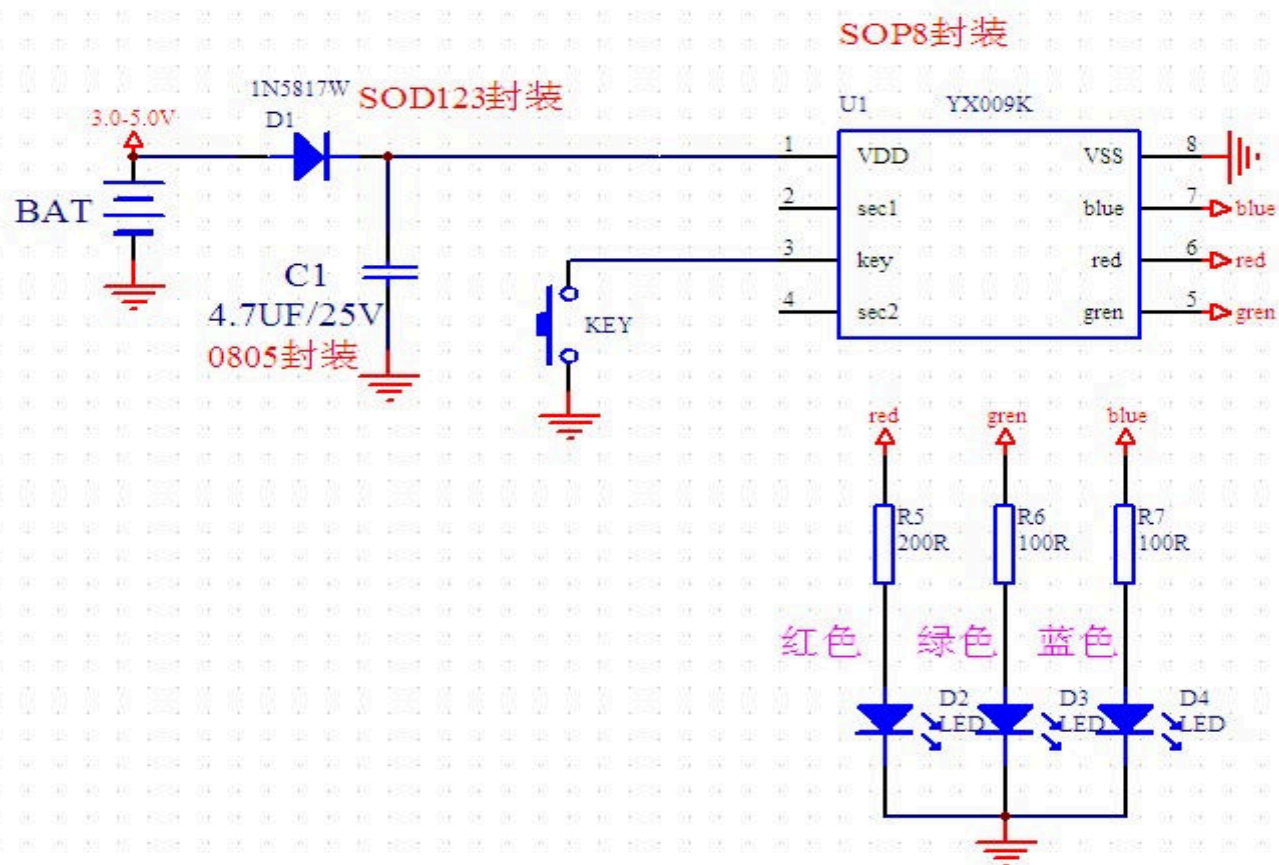 SOP8封装
1N5817W
SOD123封装
U1
YX009K
3.0-5.0V
D1
1
VDD
VSS
8
BAT
2
sec1
blue
7
blue
3
key
red
6
red
C1
4.7UF/25V
0805封装
KEY
4
sec2
gren
5
gren
red
gren
blue
R5
200R
R6
100R
R7
100R
红色
绿色
蓝色
D2
LED
D3
LED
D4
LED